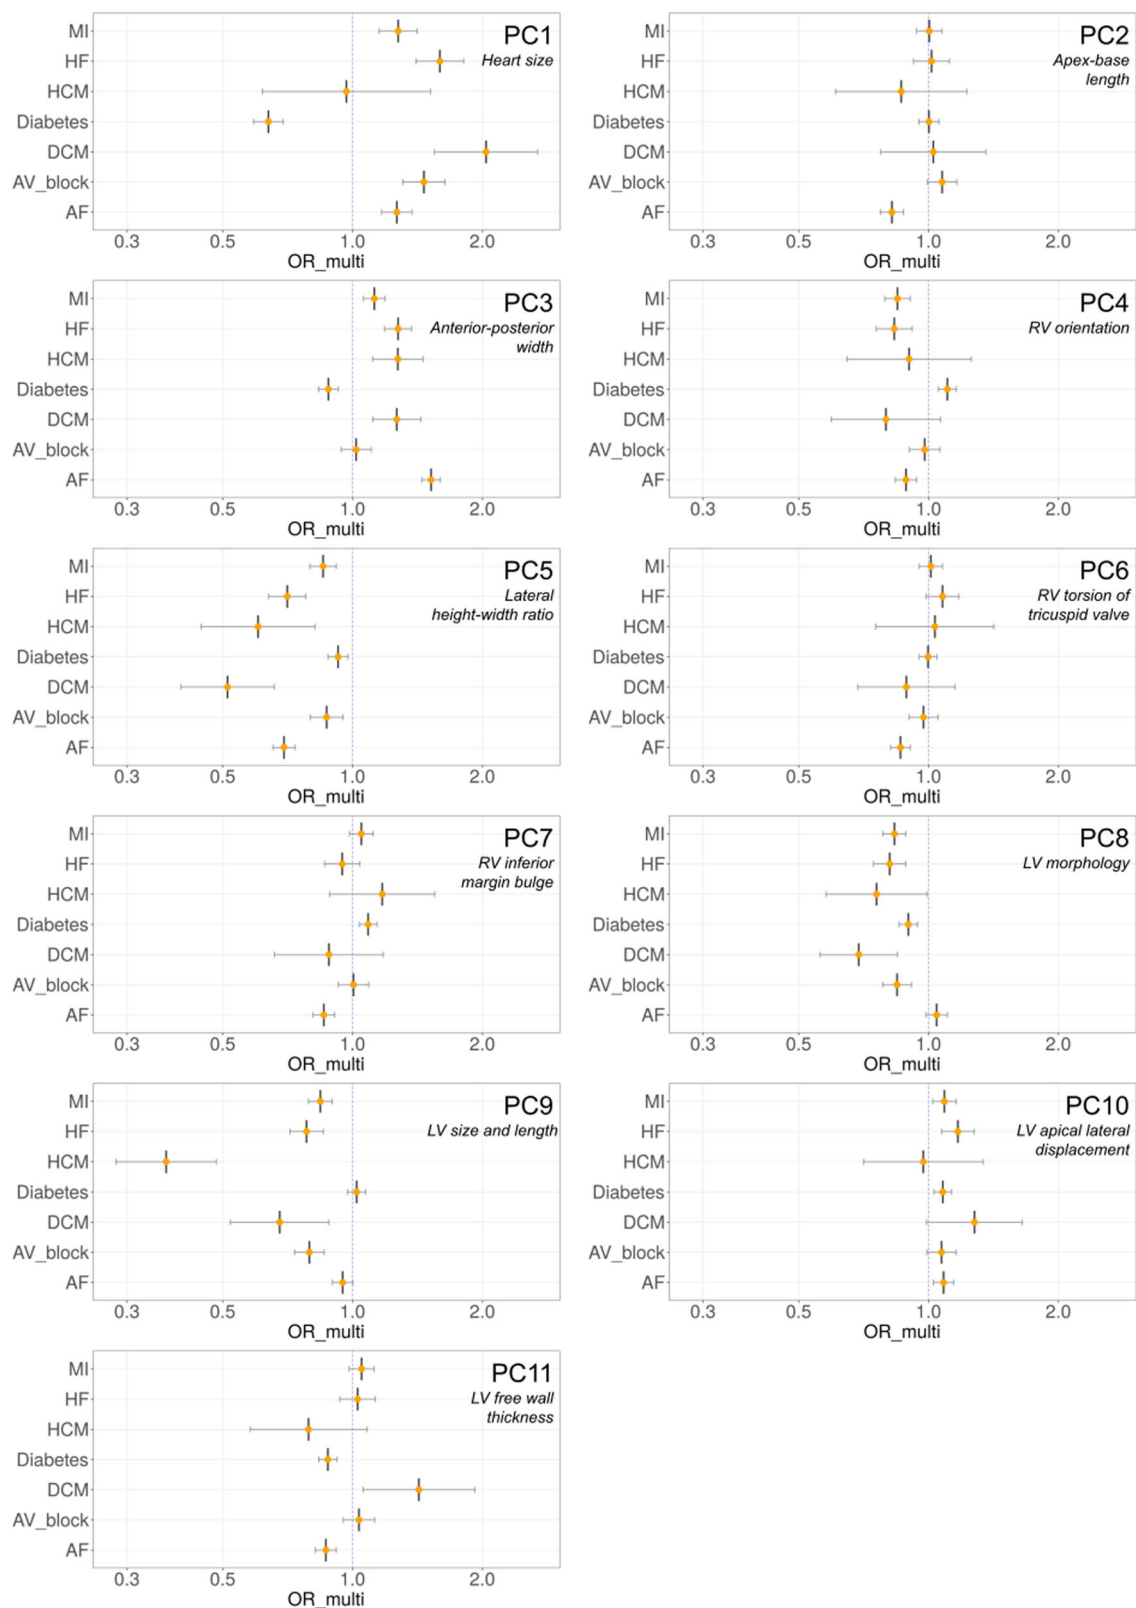 MI PC1
HF Heart size
HCM
Diabetes
DCM
AV_block
AF
0.3 0.5 1.0 2.0
OR_multi
MI PC2
HF Apex-base
length
HCM
Diabetes
DCM
AV_block
AF
0.3 0.5 1.0 2.0
OR_multi
MI PC3
HF Anterior-posterior
width
HCM
Diabetes
DCM
AV_block
AF
0.3 0.5 1.0 2.0
OR_multi
MI PC4
HF RV orientation
HCM
Diabetes
DCM
AV_block
AF
0.3 0.5 1.0 2.0
OR_multi
MI PC5
HF Lateral
height-width ratio
HCM
Diabetes
DCM
AV_block
AF
0.3 0.5 1.0 2.0
OR_multi
MI PC6
HF RV torsion of
tricuspid valve
HCM
Diabetes
DCM
AV_block
AF
0.3 0.5 1.0 2.0
OR_multi
MI PC7
HF RV inferior
margin bulge
HCM
Diabetes
DCM
AV_block
AF
0.3 0.5 1.0 2.0
OR_multi
MI PC8
HF LV morphology
HCM
Diabetes
DCM
AV_block
AF
0.3 0.5 1.0 2.0
OR_multi
MI PC9
HF LV size and length
HCM
Diabetes
DCM
AV_block
AF
0.3 0.5 1.0 2.0
OR_multi
MI PC10
HF LV apical lateral
displacement
HCM
Diabetes
DCM
AV_block
AF
0.3 0.5 1.0 2.0
OR_multi
MI PC11
HF LV free wall
thickness
HCM
Diabetes
DCM
AV_block
AF
0.3 0.5 1.0 2.0
OR_multi